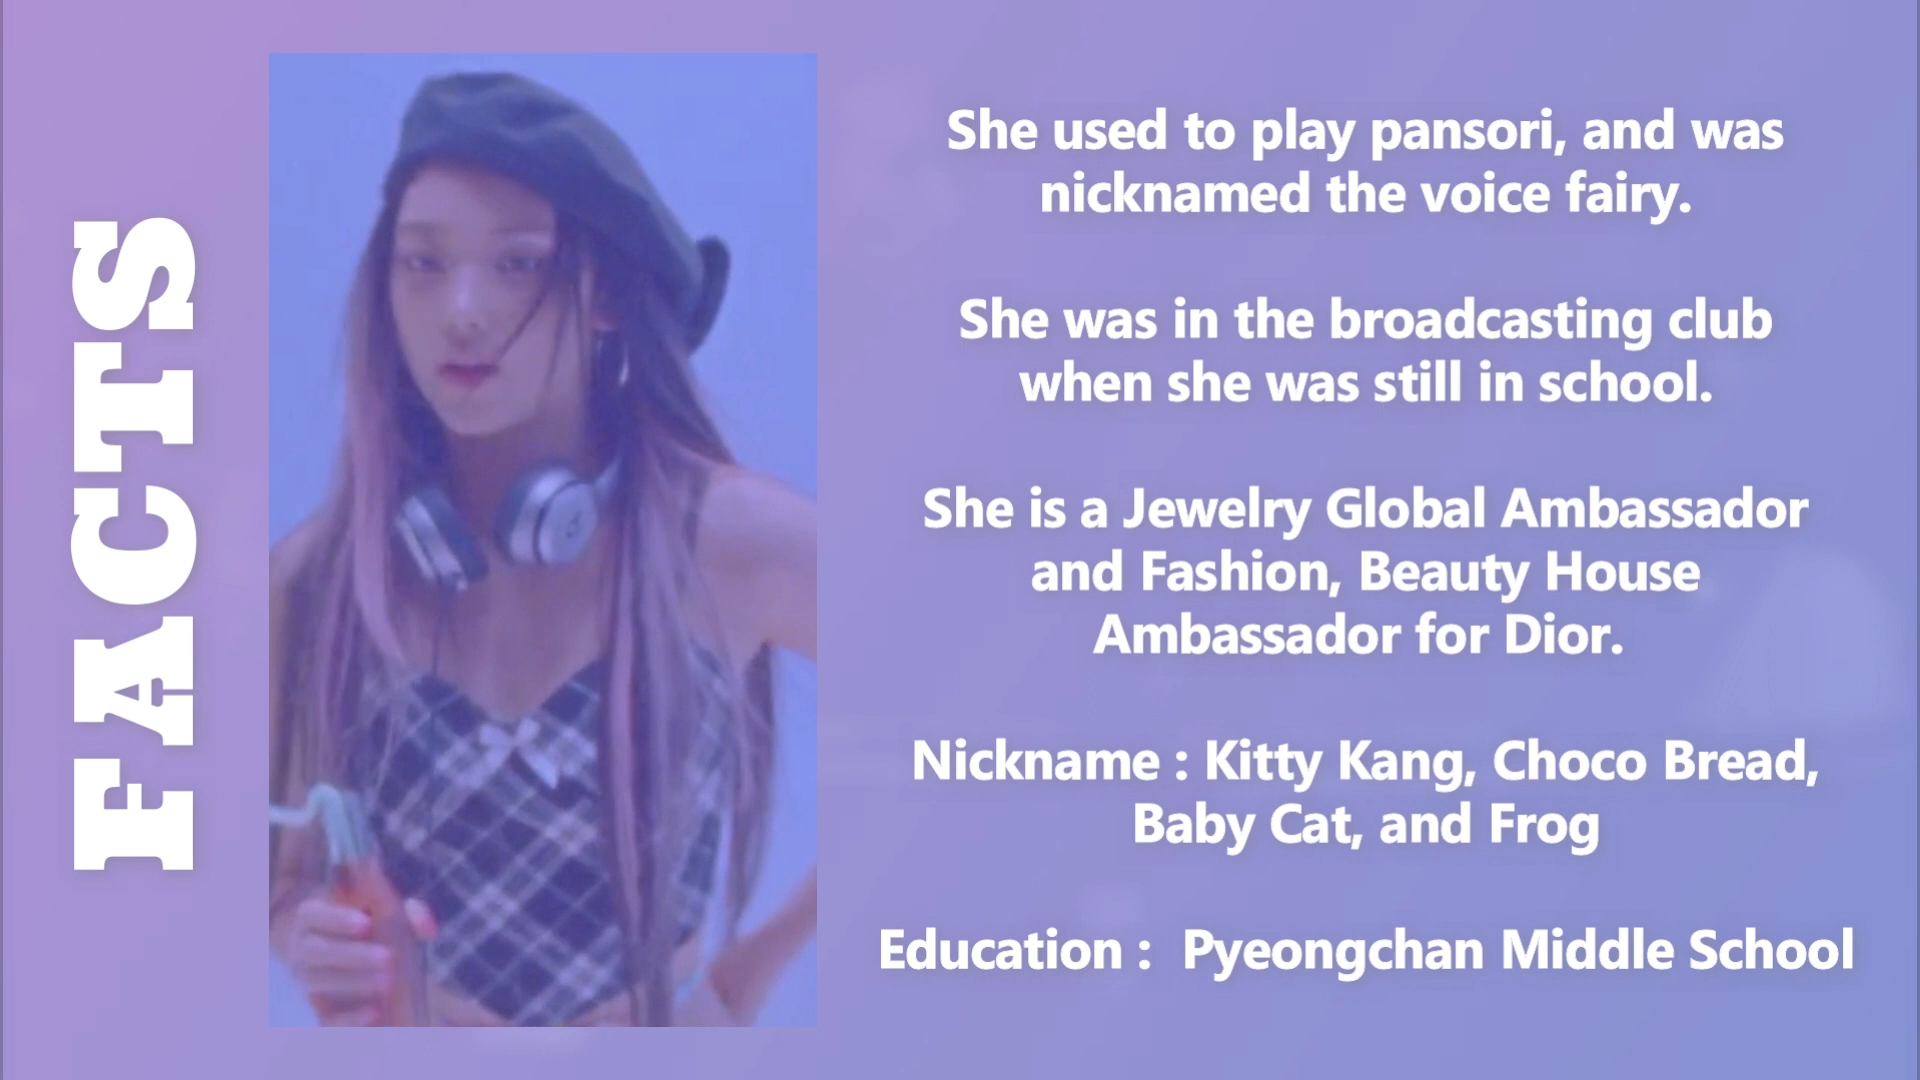 FACTS
She used to play pansori, and was
nicknamed the voice fairy.
She was in the broadcasting club
when she was still in school.
She is a Jewelry Global Ambassador
and Fashion, Beauty House
Ambassador for Dior.
Nickname : Kitty Kang, Choco Bread,
Baby Cat, and Frog
Education :  Pyeongchan Middle School